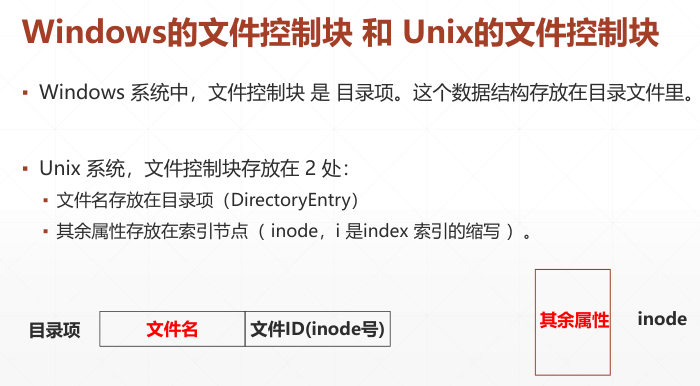 Windows的文件控制块 和 Unix的文件控制块
▪ Windows 系统中，文件控制块 是 目录项。这个数据结构存放在目录文件里。
▪ Unix 系统，文件控制块存放在 2 处：
▪ 文件名存放在目录项（DirectoryEntry）
▪ 其余属性存放在索引节点（ inode，i 是index 索引的缩写 ）。
目录项 文件名 文件ID(inode号) 其余属性 inode